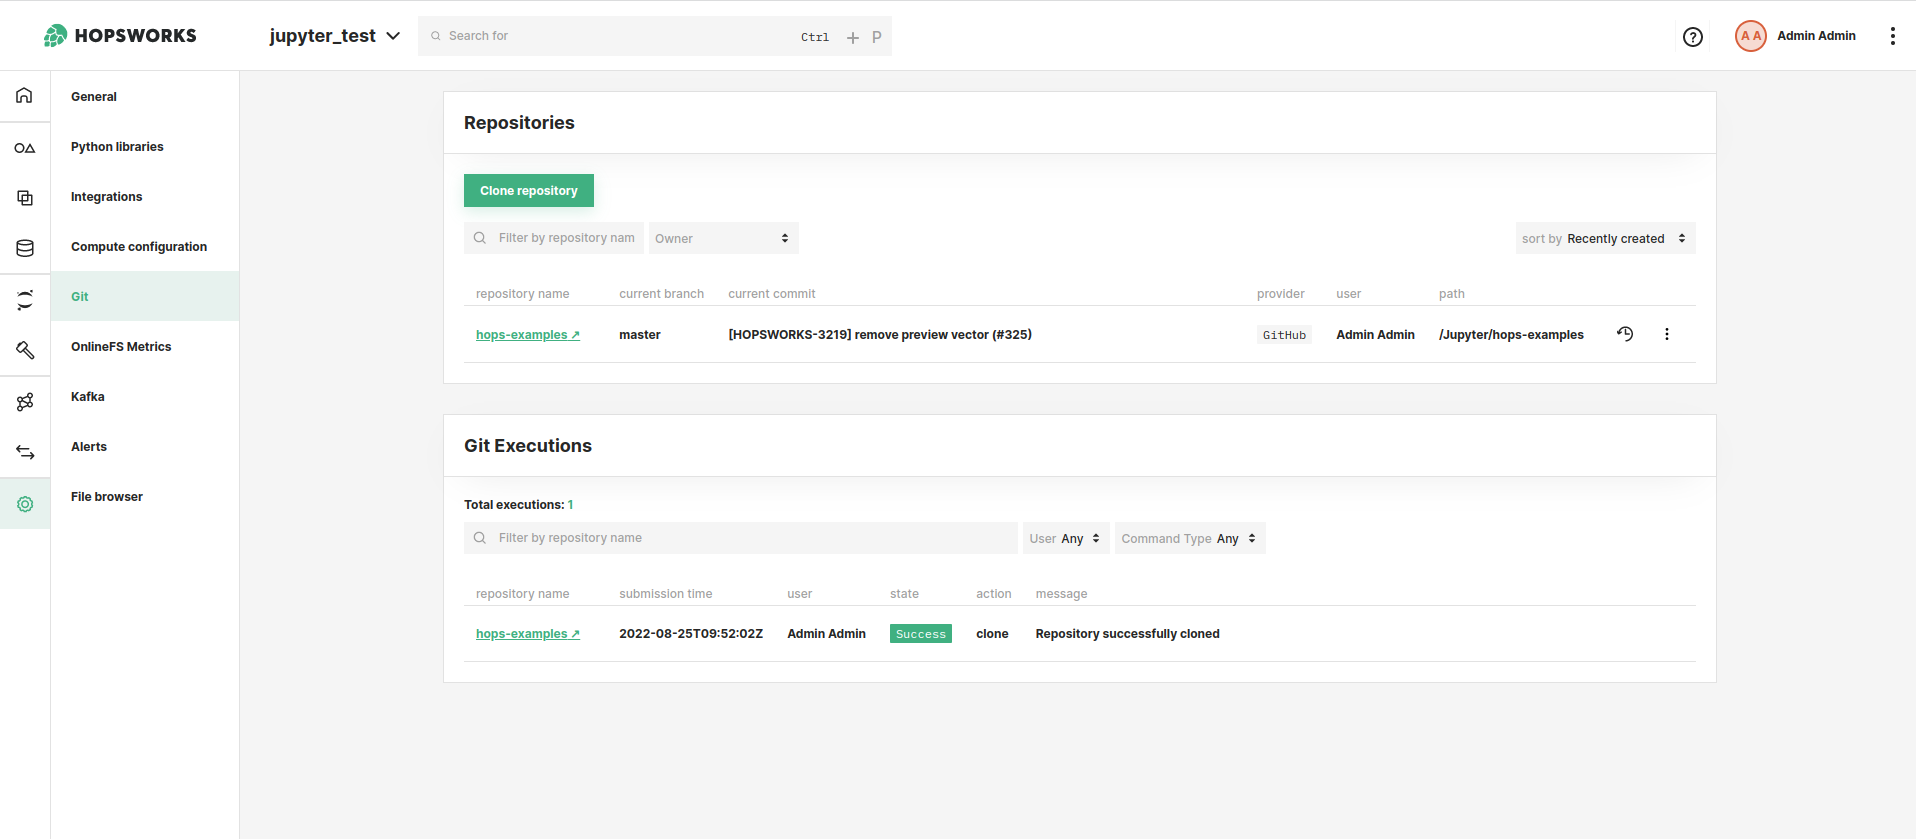 HOPSWORKS
jupyter_test
Search for
Ctrl + P
?
A A
Admin Admin
General
Python libraries
Integrations
Compute configuration
Git
OnlineFS Metrics
Kafka
Alerts
File browser
Repositories
Clone repository
Filter by repository nam
Owner
sort by Recently created
repository name current branch current commit provider user path
hops-examples ↗ master [HOPSWORKS-3219] remove preview vector (#325) GitHub Admin Admin /Jupyter/hops-examples
Git Executions
Total executions: 1
Filter by repository name
User Any
Command Type Any
repository name submission time user state action message
hops-examples ↗ 2022-08-25T09:52:02Z Admin Admin Success clone Repository successfully cloned